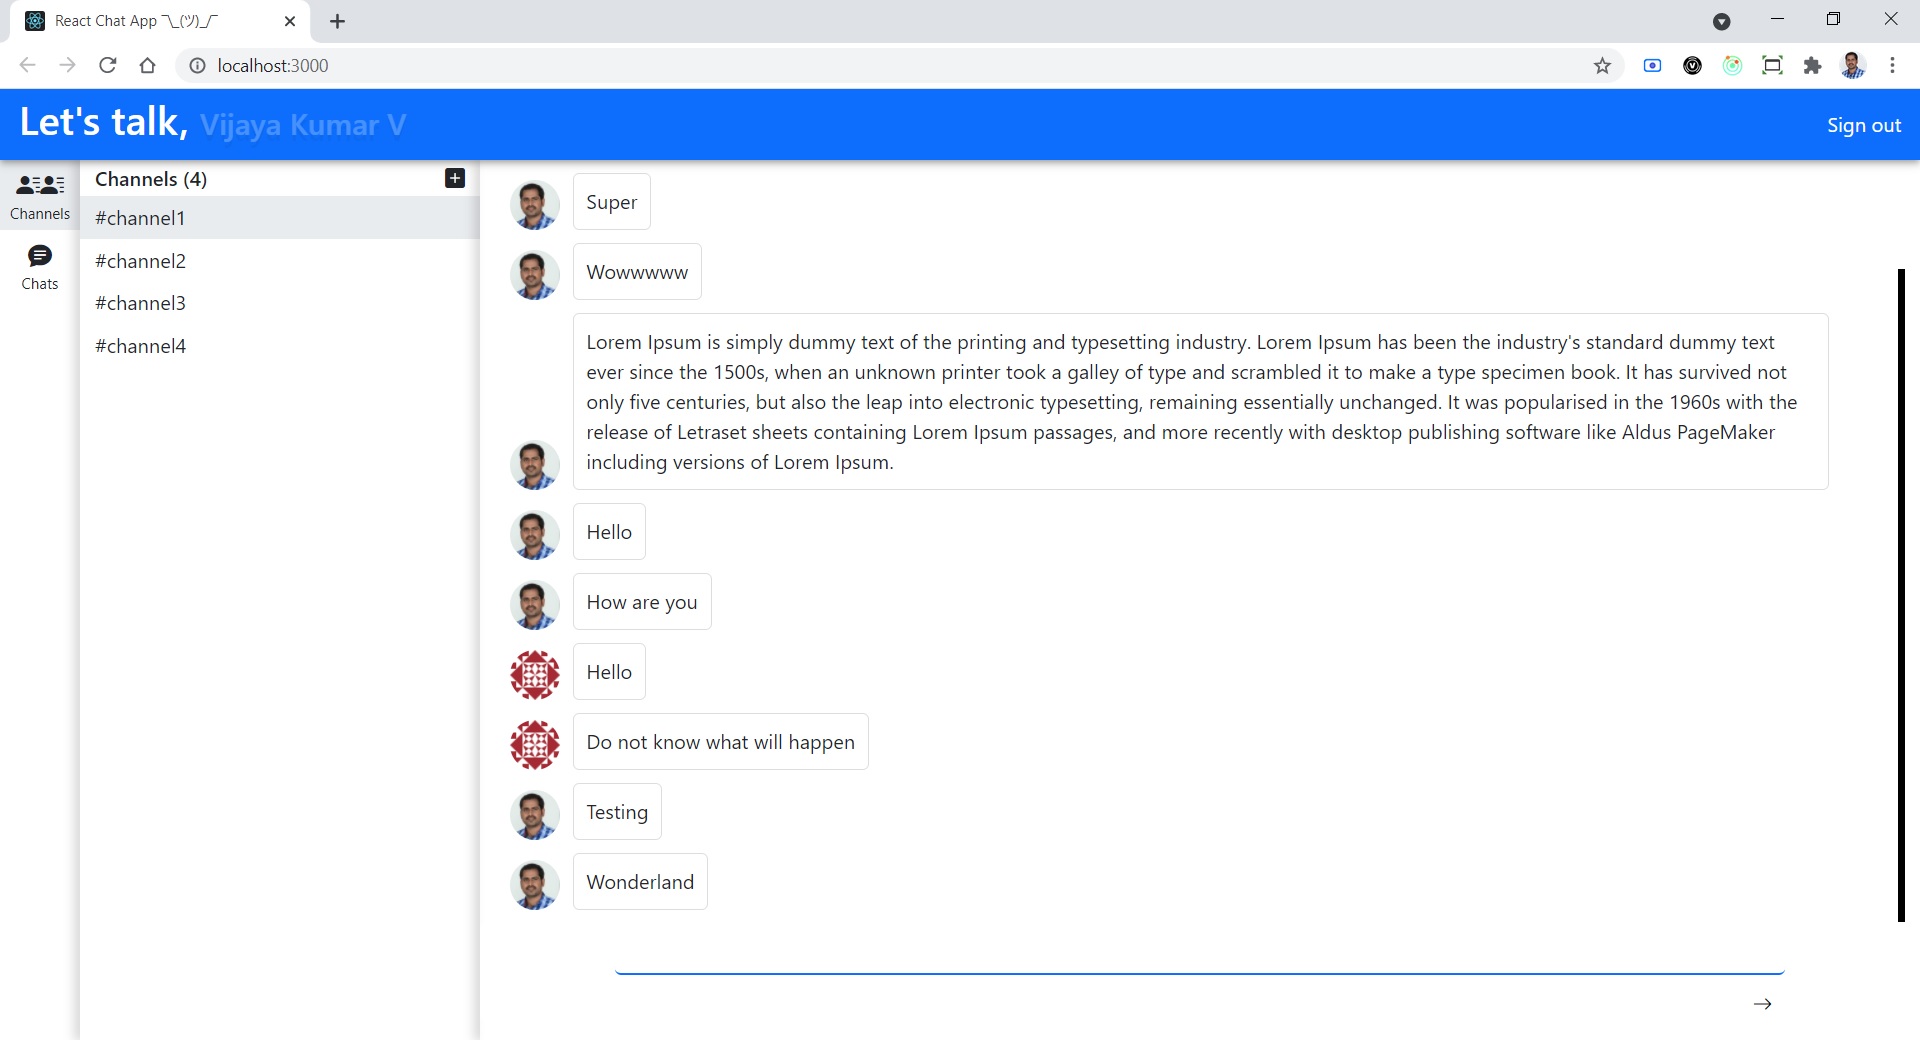 React Chat App ¯\_(ツ)_/¯
localhost:3000
Let's talk, Vijaya Kumar V
Sign out
Channels
Chats
Channels (4)
#channel1
#channel2
#channel3
#channel4
Super
Wowwwww
Lorem Ipsum is simply dummy text of the printing and typesetting industry. Lorem Ipsum has been the industry's standard dummy text
ever since the 1500s, when an unknown printer took a galley of type and scrambled it to make a type specimen book. It has survived not
only five centuries, but also the leap into electronic typesetting, remaining essentially unchanged. It was popularised in the 1960s with the
release of Letraset sheets containing Lorem Ipsum passages, and more recently with desktop publishing software like Aldus PageMaker
including versions of Lorem Ipsum.
Hello
How are you
Hello
Do not know what will happen
Testing
Wonderland